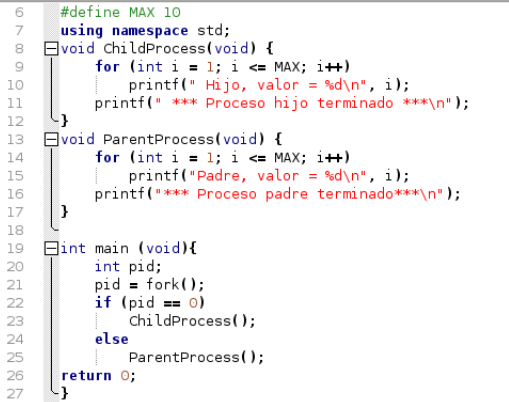 6 #define MAX 10
7 using namespace std;
8 void ChildProcess(void) {
9 for (int i = 1; i <= MAX; i++)
10 printf(" Hijo, valor = %d\n", i);
11 printf(" *** Proceso hijo terminado ***\n");
12 }
13 void ParentProcess(void) {
14 for (int i = 1; i <= MAX; i++)
15 printf("Padre, valor = %d\n", i);
16 printf("*** Proceso padre terminado***\n");
17 }
18
19 int main (void){
20 int pid;
21 pid = fork();
22 if (pid == 0)
23 ChildProcess();
24 else
25 ParentProcess();
26 return 0;
27 }